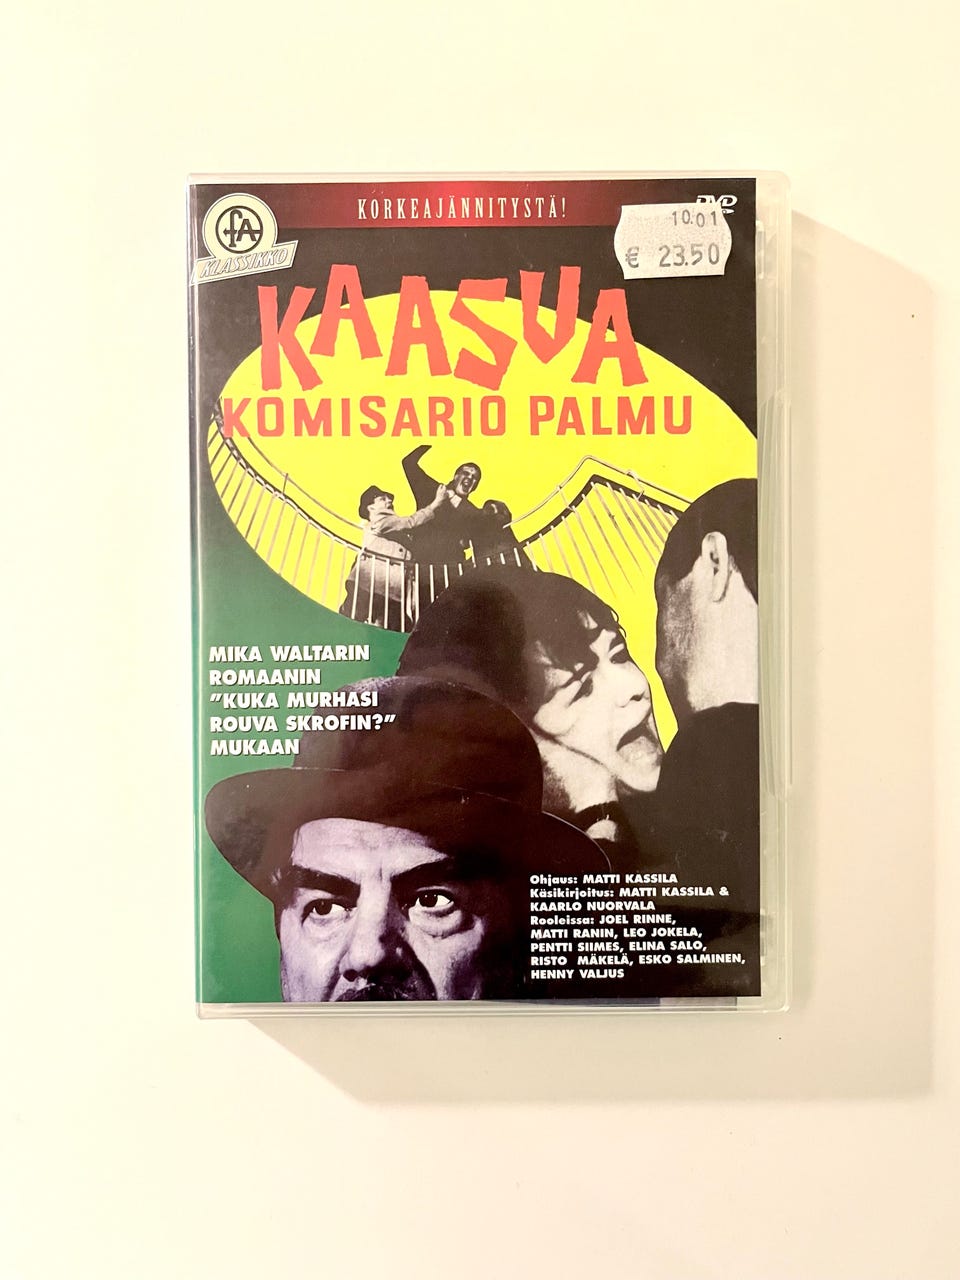 KORKEAJÄNNITYSTÄ!
DVD
fA
KLASSIKKO
10.01
€ 23.50
KAASUA
KOMISARIO PALMU
MIKA WALTARIN
ROMAANIN
"KUKA MURHASI
ROUVA SKROFIN?"
MUKAAN
Ohjaus: MATTI KASSILA
Käsikirjoitus: MATTI KASSILA &
KAARLO NUORVALA
Rooleissa: JOEL RINNE,
MATTI RANIN, LEO JOKELA,
PENTTI SIIMES, ELINA SALO,
RISTO MÄKELÄ, ESKO SALMINEN,
HENNY VALJUS